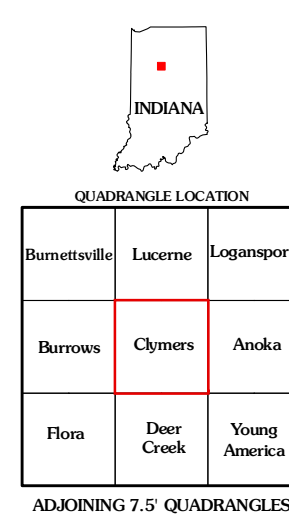 INDIANA
QUADRANGLE LOCATION
Burnettsville Lucerne Loganspor
Burrows Clymers Anoka
Flora Deer Creek Young America
ADJOINING 7.5' QUADRANGLES